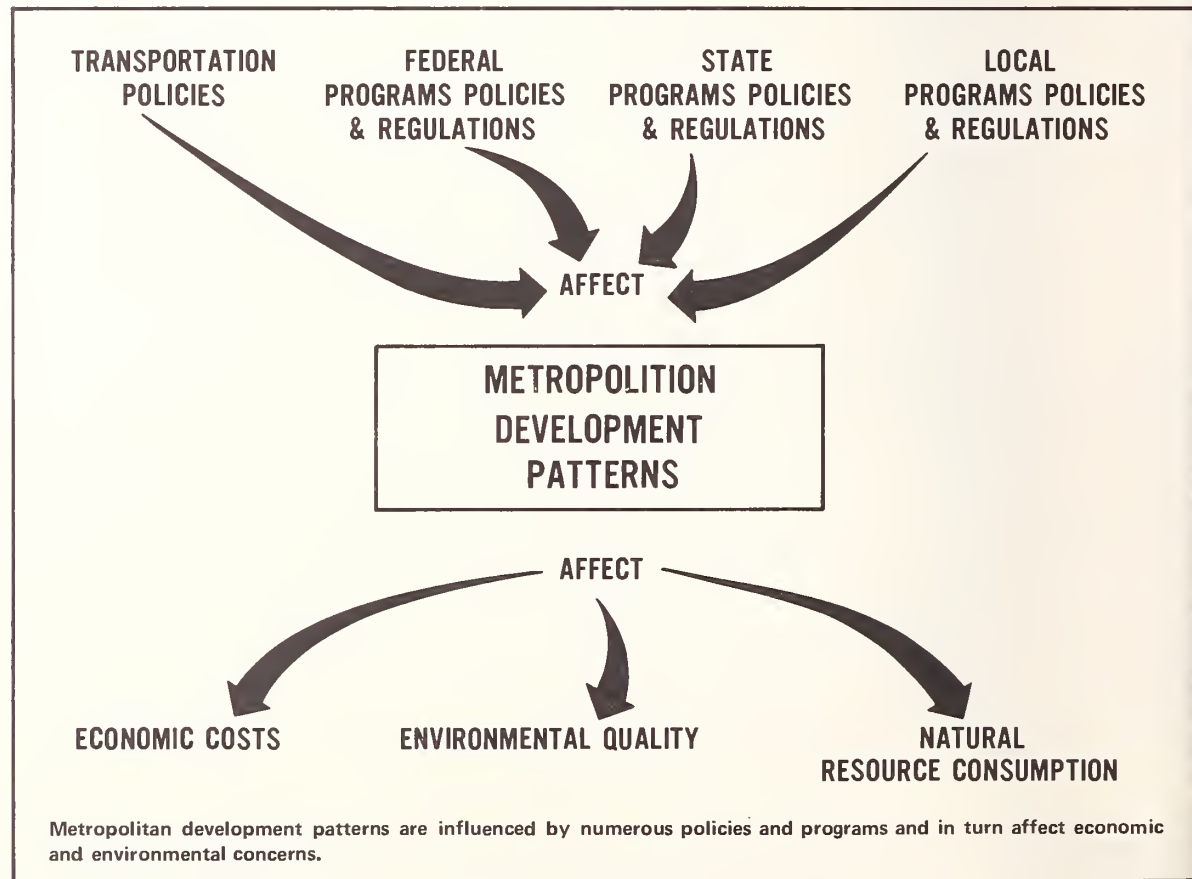 TRANSPORTATION
POLICIES
FEDERAL
PROGRAMS POLICIES
& REGULATIONS
STATE
PROGRAMS POLICIES
& REGULATIONS
LOCAL
PROGRAMS POLICIES
& REGULATIONS
AFFECT
METROPOLITION
DEVELOPMENT
PATTERNS
AFFECT
ECONOMIC COSTS
ENVIRONMENTAL QUALITY
NATURAL
RESOURCE CONSUMPTION
Metropolitan development patterns are influenced by numerous policies and programs and in turn affect economic
and environmental concerns.